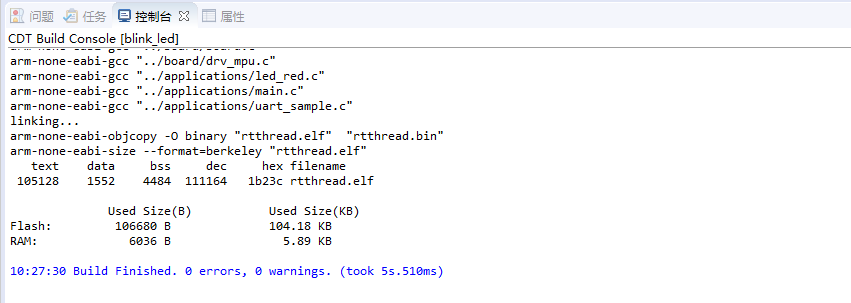 问题 任务 控制台 属性
CDT Build Console [blink_led]
arm-none-eabi-gcc "../board/drv_mpu.c"
arm-none-eabi-gcc "../applications/led_red.c"
arm-none-eabi-gcc "../applications/main.c"
arm-none-eabi-gcc "../applications/uart_sample.c"
linking...
arm-none-eabi-objcopy -O binary "rtthread.elf"  "rtthread.bin"
arm-none-eabi-size --format=berkeley "rtthread.elf"
   text    data     bss     dec     hex filename
 105128    1552    4484  111164   1b23c rtthread.elf
              Used Size(B)           Used Size(KB)
Flash:         106680 B              104.18 KB
RAM:             6036 B                5.89 KB
10:27:30 Build Finished. 0 errors, 0 warnings. (took 5s.510ms)